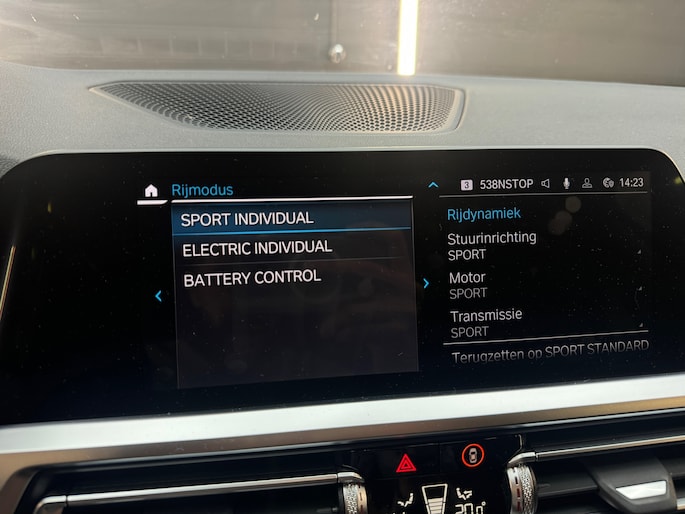 Rijmodus
SPORT INDIVIDUAL
ELECTRIC INDIVIDUAL
BATTERY CONTROL
3 538NSTOP 14:23
Rijdynamiek
Stuurinrichting
SPORT
Motor
SPORT
Transmissie
SPORT
Terugzetten op SPORT STANDARD